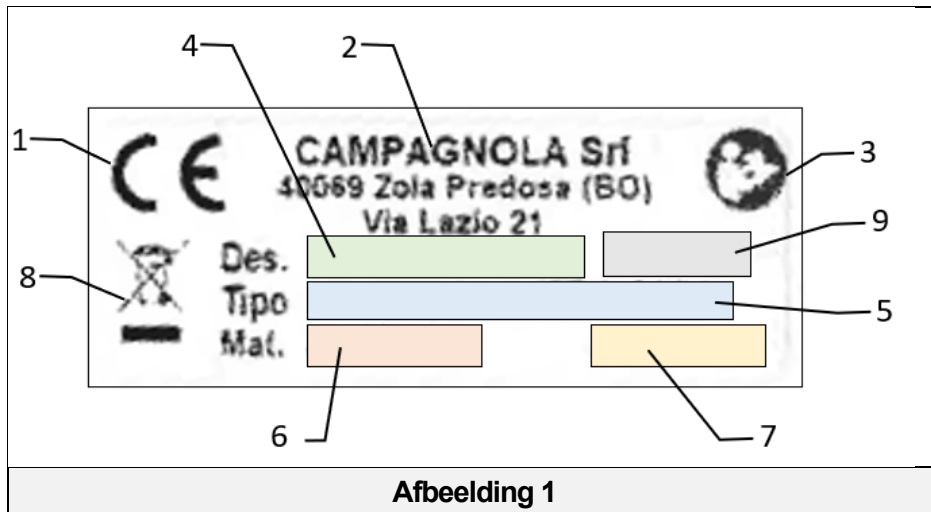 4
2
1
CE
CAMPAGNOLA Srl
3
40069 Zola Predosa (BO)
Via Lazio 21
9
8
Des.
Tipo
5
Mat.
6
7
Afbeelding 1